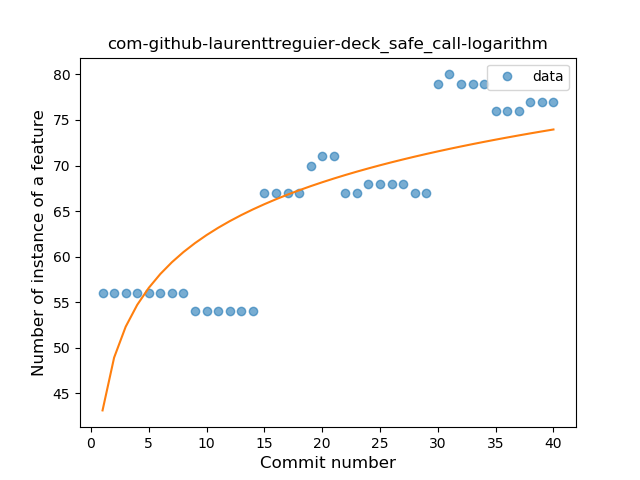 com-github-laurenttreguier-deck_safe_call-logarithm
data
Number of instance of a feature
80
75
70
65
60
55
50
45
0 5 10 15 20 25 30 35 40
Commit number